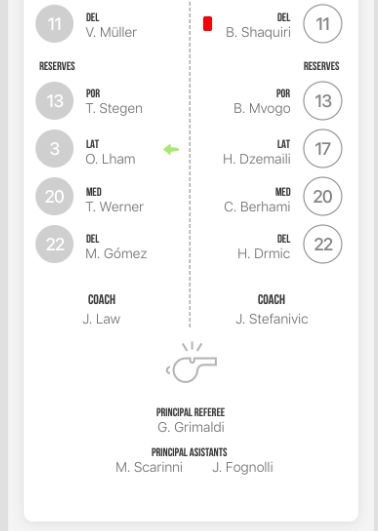 11 DEL DEL 11
V. Müller B. Shaquiri
RESERVES RESERVES
13 POR POR 13
T. Stegen B. Mvogo
3 LAT LAT 17
O. Lham H. Dzemaili
20 MED MED 20
T. Werner C. Berhami
22 DEL DEL 22
M. Gómez H. Drmic
COACH COACH
J. Law J. Stefanivic
PRINCIPAL REFEREE
G. Grimaldi
PRINCIPAL ASISTANTS
M. Scarinni J. Fognolli